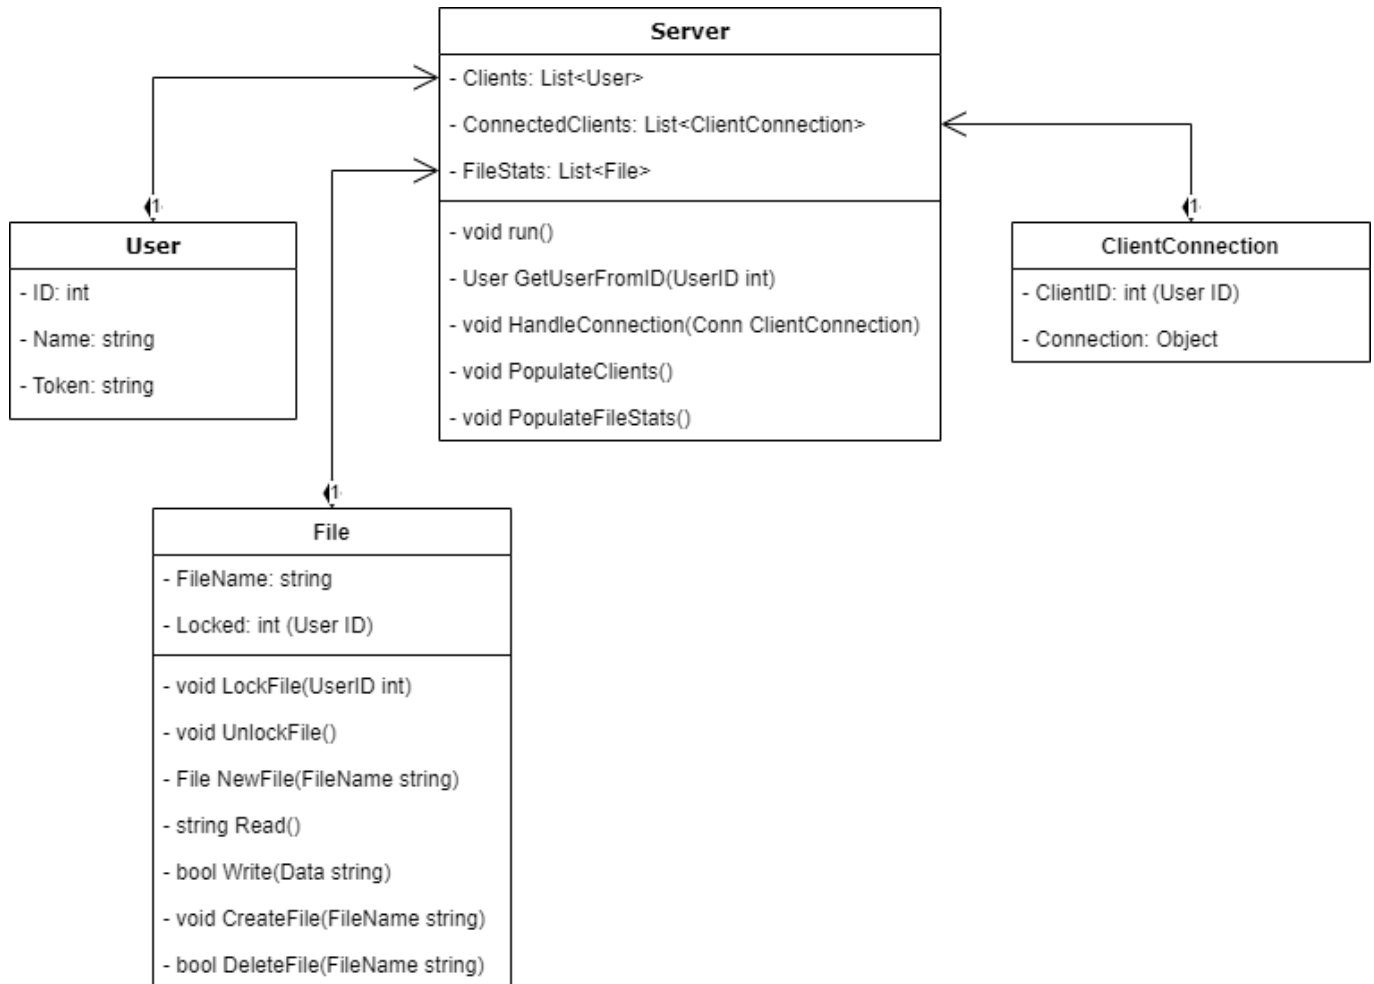 Server
- Clients: List<User>
- ConnectedClients: List<ClientConnection>
- FileStats: List<File>
- void run()
- User GetUserFromID(UserID int)
- void HandleConnection(Conn ClientConnection)
- void PopulateClients()
- void PopulateFileStats()
1
User
- ID: int
- Name: string
- Token: string
1
ClientConnection
- ClientID: int (User ID)
- Connection: Object
1
File
- FileName: string
- Locked: int (User ID)
- void LockFile(UserID int)
- void UnlockFile()
- File NewFile(FileName string)
- string Read()
- bool Write(Data string)
- void CreateFile(FileName string)
- bool DeleteFile(FileName string)